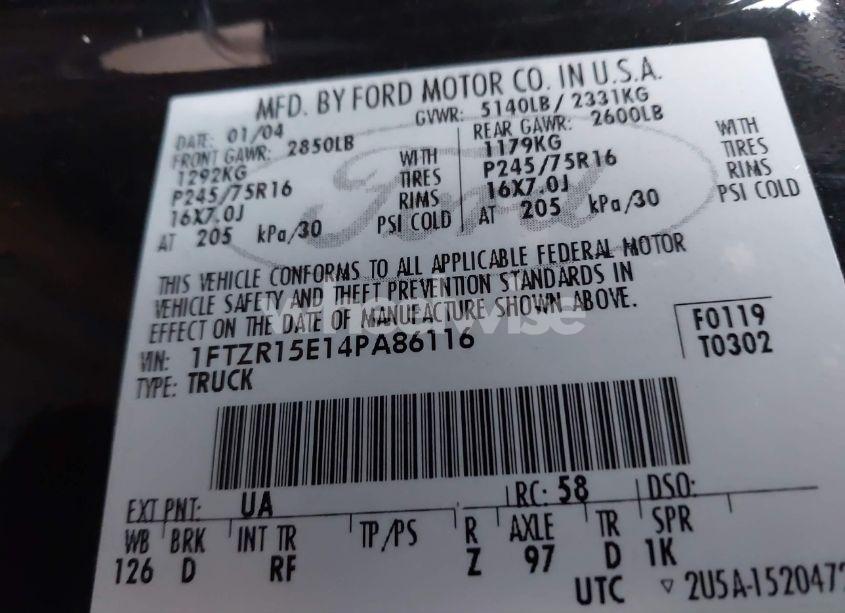 MFD. BY FORD MOTOR CO. IN U.S.A.
DATE: 01/04 GVWR: 5140LB / 2331KG
FRONT GAWR: 2850LB REAR GAWR: 2600LB
1292KG WITH 1179KG WITH
P245/75R16 TIRES P245/75R16 TIRES
16X7.0J RIMS 16X7.0J RIMS
AT 205 kPa/30 PSI COLD AT 205 kPa/30 PSI COLD
Ford
THIS VEHICLE CONFORMS TO ALL APPLICABLE FEDERAL MOTOR
VEHICLE SAFETY AND THEFT PREVENTION STANDARDS IN
EFFECT ON THE DATE OF MANUFACTURE SHOWN ABOVE.
VIN: 1FTZR15E14PA86116 F0119
TYPE: TRUCK T0302
EXT PNT: UA RC: 58 DSO:
WB BRK INT TR TP/PS R AXLE TR SPR
126 D RF Z 97 D 1K
UTC ▽ 2U5A-1520472